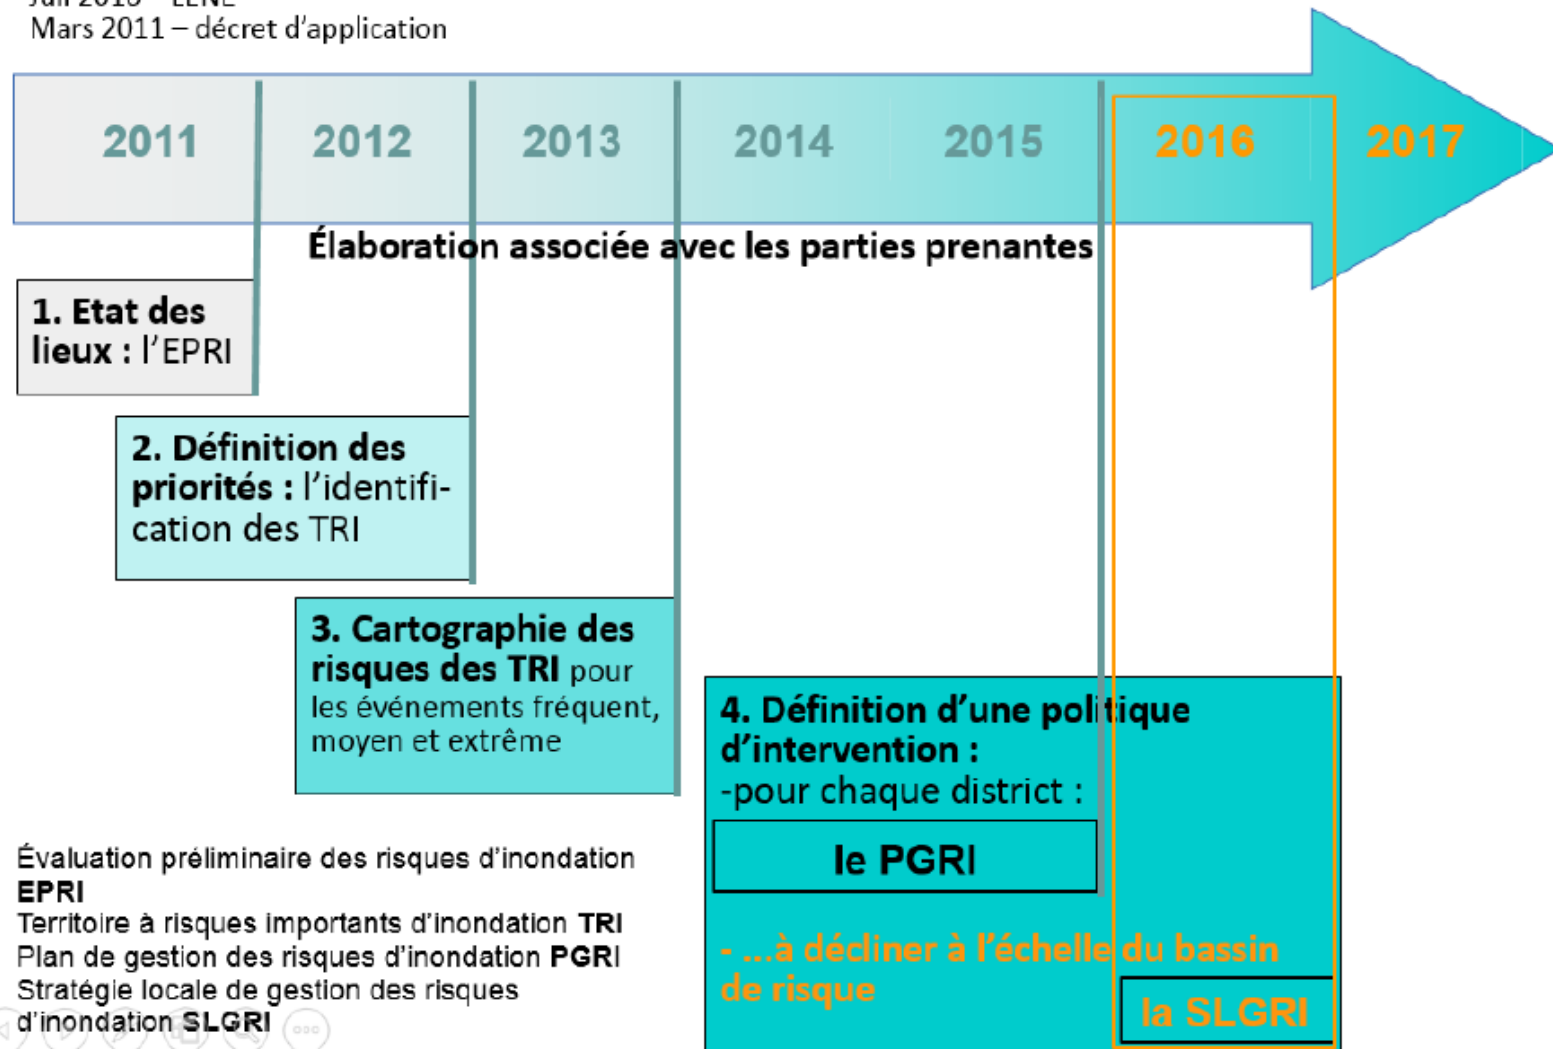 Juil 2010 – LENE
Mars 2011 – décret d’application
2011
2012
2013
2014
2015
2016
2017
Élaboration associée avec les parties prenantes
1. Etat des
lieux : l’EPRI
2. Définition des
priorités : l’identifi-
cation des TRI
3. Cartographie des
risques des TRI pour
les événements fréquent,
moyen et extrême
4. Définition d’une politique
d’intervention :
-pour chaque district :
le PGRI
- ...à décliner à l’échelle du bassin
de risque
la SLGRI
Évaluation préliminaire des risques d’inondation
EPRI
Territoire à risques importants d’inondation TRI
Plan de gestion des risques d’inondation PGRI
Stratégie locale de gestion des risques
d’inondation SLGRI